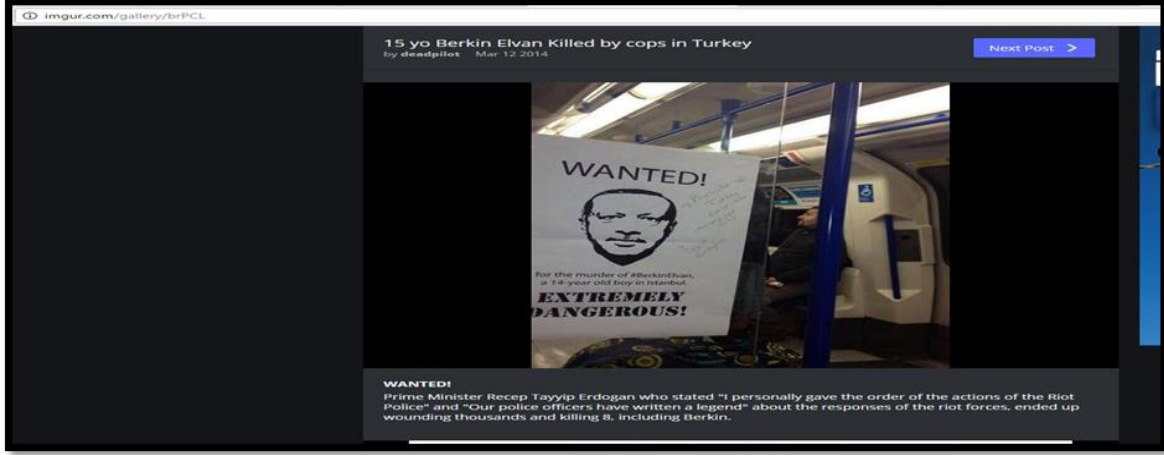 imgur.com/gallery/brPCL
15 yo Berkin Elvan Killed by cops in Turkey
by deadpilot Mar 12 2014
Next Post >
WANTED!
for the murder of #BerkinElvan,
a 14-year old boy in Istanbul.
EXTREMELY
DANGEROUS!
WANTED!
Prime Minister Recep Tayyip Erdogan who stated "I personally gave the order of the actions of the Riot
Police" and "Our police officers have written a legend" about the responses of the riot forces, ended up
wounding thousands and killing 8, including Berkin.